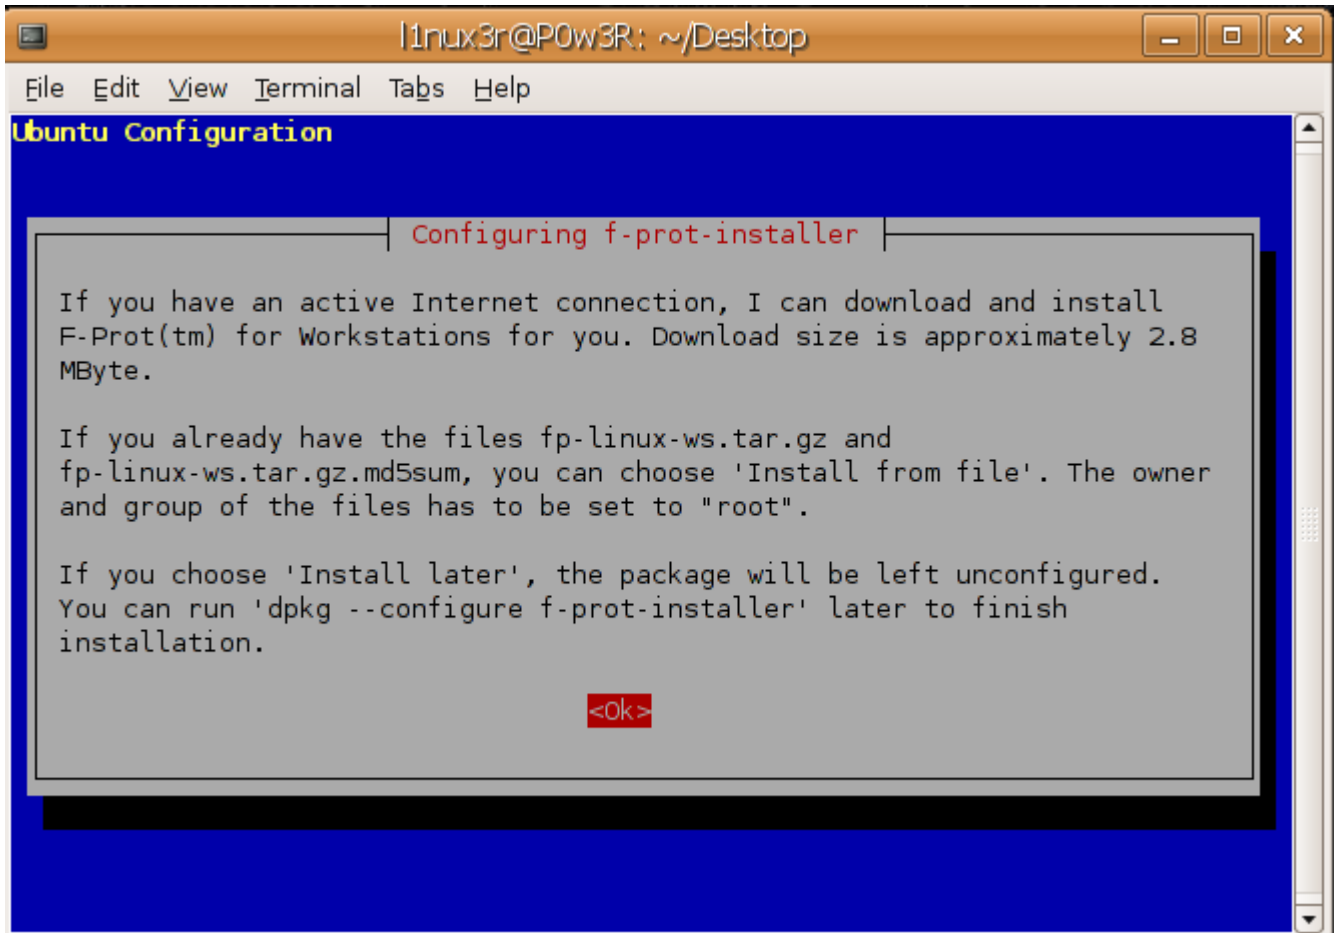 l1nux3r@P0w3R: ~/Desktop
File Edit View Terminal Tabs Help
Ubuntu Configuration
Configuring f-prot-installer
If you have an active Internet connection, I can download and install
F-Prot(tm) for Workstations for you. Download size is approximately 2.8
MByte.
If you already have the files fp-linux-ws.tar.gz and
fp-linux-ws.tar.gz.md5sum, you can choose 'Install from file'. The owner
and group of the files has to be set to "root".
If you choose 'Install later', the package will be left unconfigured.
You can run 'dpkg --configure f-prot-installer' later to finish
installation.
<Ok>